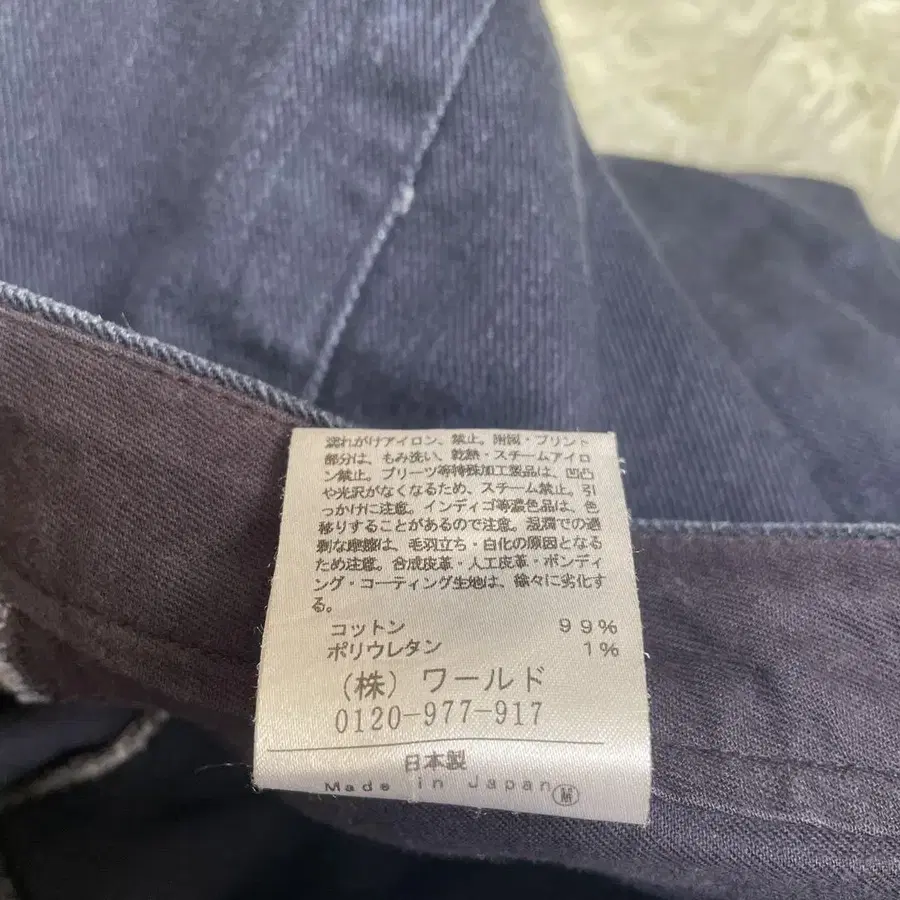 濡れがけアイロン、禁止。附図・プリント
部分は、もみ洗い、乾熱・スチームアイロ
ン禁止。プリーツ等特殊加工製品は、凹凸
や光沢がなくなるため、スチーム禁止。引
っかけに注意。インディゴ等濃色品は、色
移りすることがあるので注意。湿潤での過
剰な摩擦は、毛羽立ち・白化の原因となる
ため注意。合成皮革・人工皮革・ボンディ
ング・コーティング生地は、徐々に劣化す
る。
コットン 99%
ポリウレタン 1%
(株) ワールド
0120-977-917
日本製
Made in Japan M